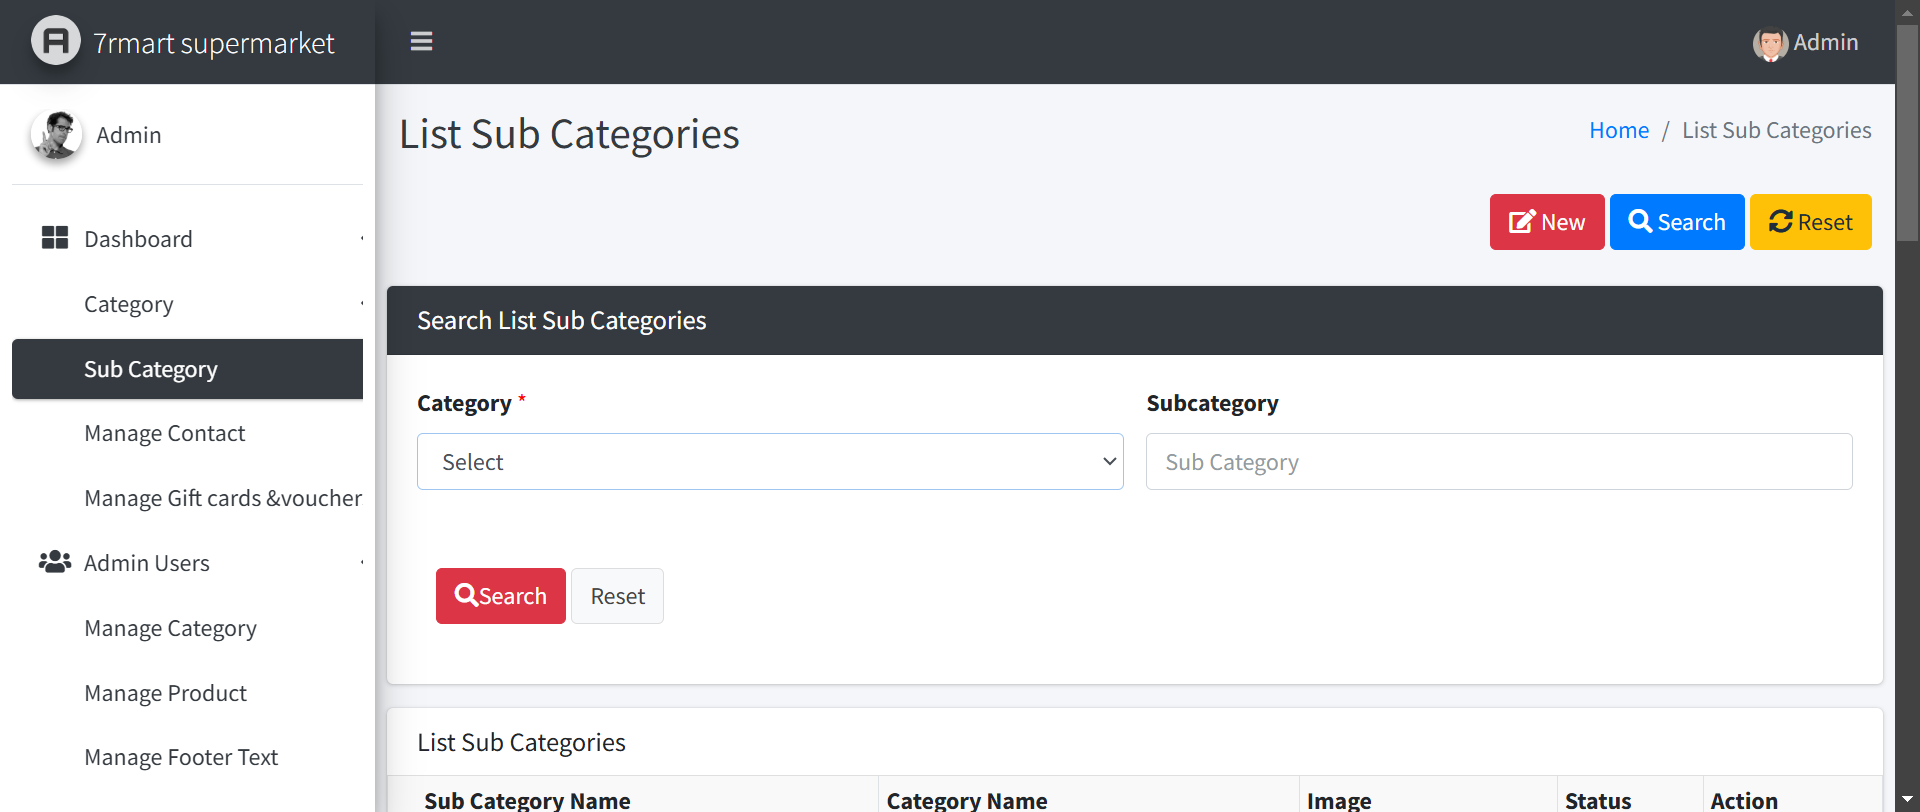 7rmart supermarket
Admin
Admin
List Sub Categories
Home / List Sub Categories
New
Search
Reset
Dashboard
Category
Sub Category
Manage Contact
Manage Gift cards &voucher
Admin Users
Manage Category
Manage Product
Manage Footer Text
Search List Sub Categories
Category *
Subcategory
Select
Sub Category
Search
Reset
List Sub Categories
Sub Category Name
Category Name
Image
Status
Action